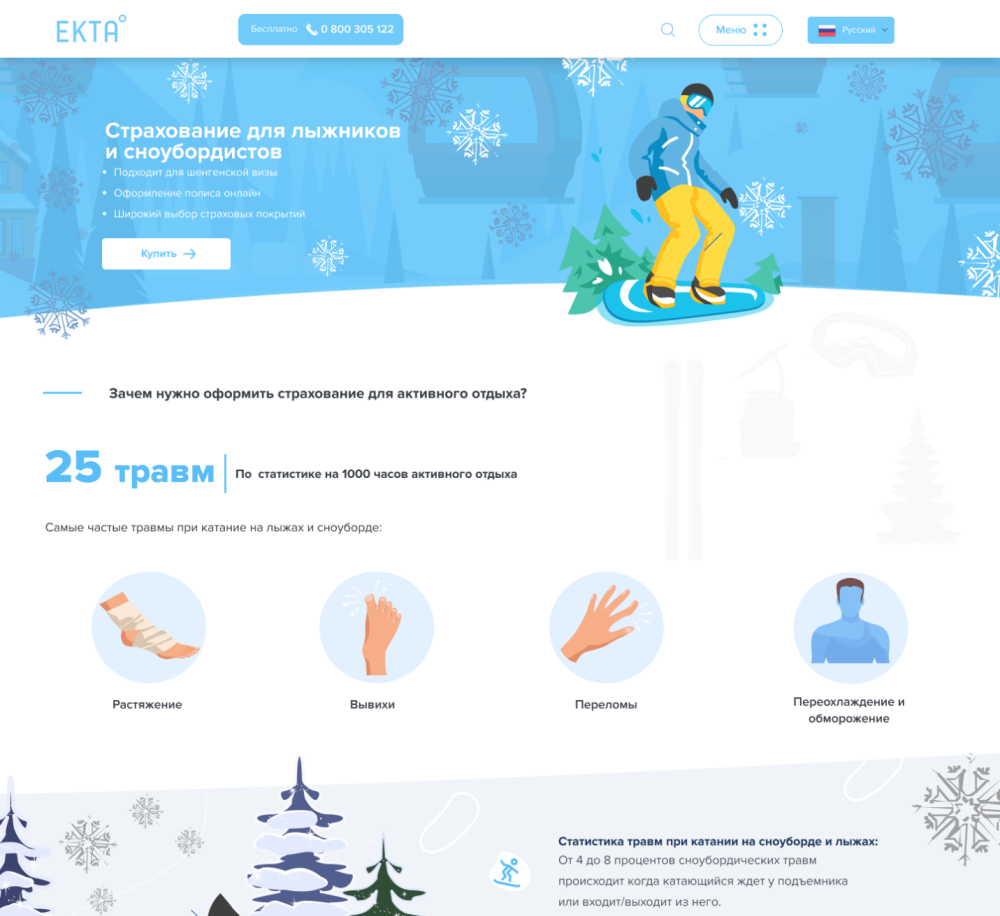 EKTA°
Бесплатно 0 800 305 122
Меню
Русский
Страхование для лыжников
и сноубордистов
• Подходит для шенгенской визы
• Оформление полиса онлайн
• Широкий выбор страховых покрытий
Купить →
Зачем нужно оформить страхование для активного отдыха?
25 травм
По статистике на 1000 часов активного отдыха
Самые частые травмы при катание на лыжах и сноуборде:
Растяжение
Вывихи
Переломы
Переохлаждение и
обморожение
Статистика травм при катании на сноуборде и лыжах:
От 4 до 8 процентов сноубордических травм
происходит когда катающийся ждет у подъемника
или входит/выходит из него.